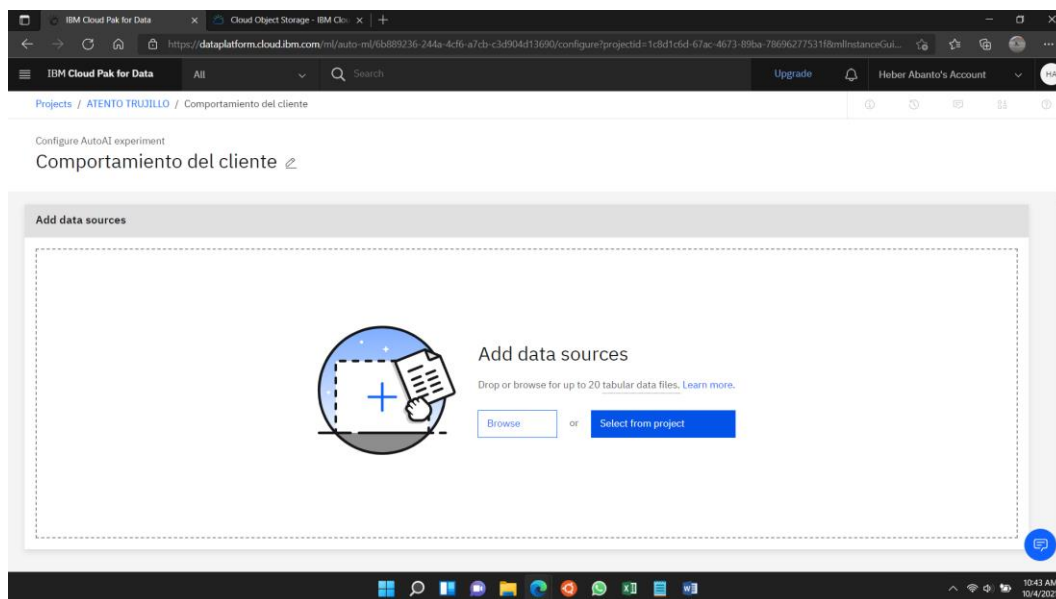 IBM Cloud Pak for Data
Cloud Object Storage - IBM Clo
https://dataplatform.cloud.ibm.com/ml/auto-ml/6b889236-244a-4cf6-a7cb-c3d904d13690/configure?projectid=1c8d1c6d-67ac-4673-89ba-78696277531f&mlInstanceGui...
IBM Cloud Pak for Data All Search Upgrade Heber Abanto's Account HA
Projects / ATENTO TRUJILLO / Comportamiento del cliente
Configure AutoAI experiment
Comportamiento del cliente
Add data sources
Add data sources
Drop or browse for up to 20 tabular data files. Learn more.
Browse or Select from project
10:43 AM
10/4/202